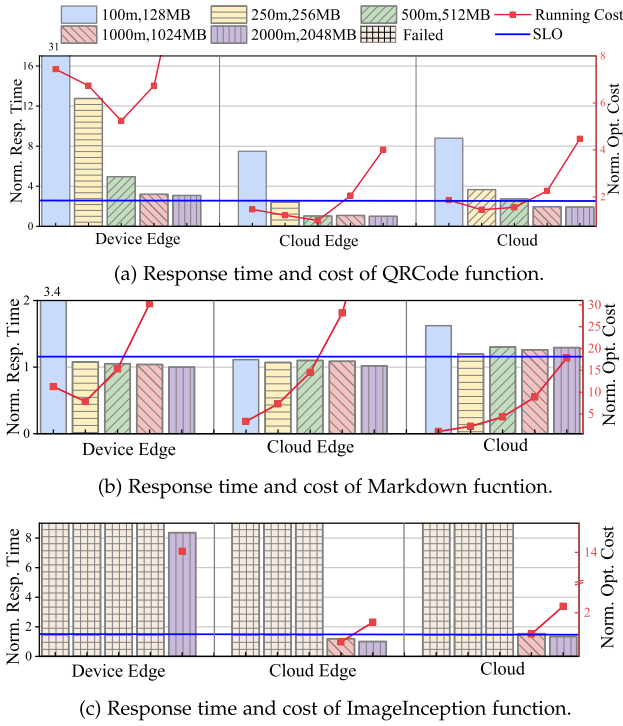 100m,128MB 250m,256MB 500m,512MB Running Cost
1000m,1024MB 2000m,2048MB Failed SLO
31
Norm. Resp. Time
16
12
8
4
0
8
6
4
2
Norm. Opt. Cost
Device Edge Cloud Edge Cloud
(a) Response time and cost of QRCode function.
3.4
Norm. Resp. Time
2
1
0
30
25
20
15
10
5
Norm. Opt. Cost
Device Edge Cloud Edge Cloud
(b) Response time and cost of Markdown fucntion.
Norm. Resp. Time
8
6
4
2
0
14
2
Norm. Opt. Cost
Device Edge Cloud Edge Cloud
(c) Response time and cost of ImageInception function.